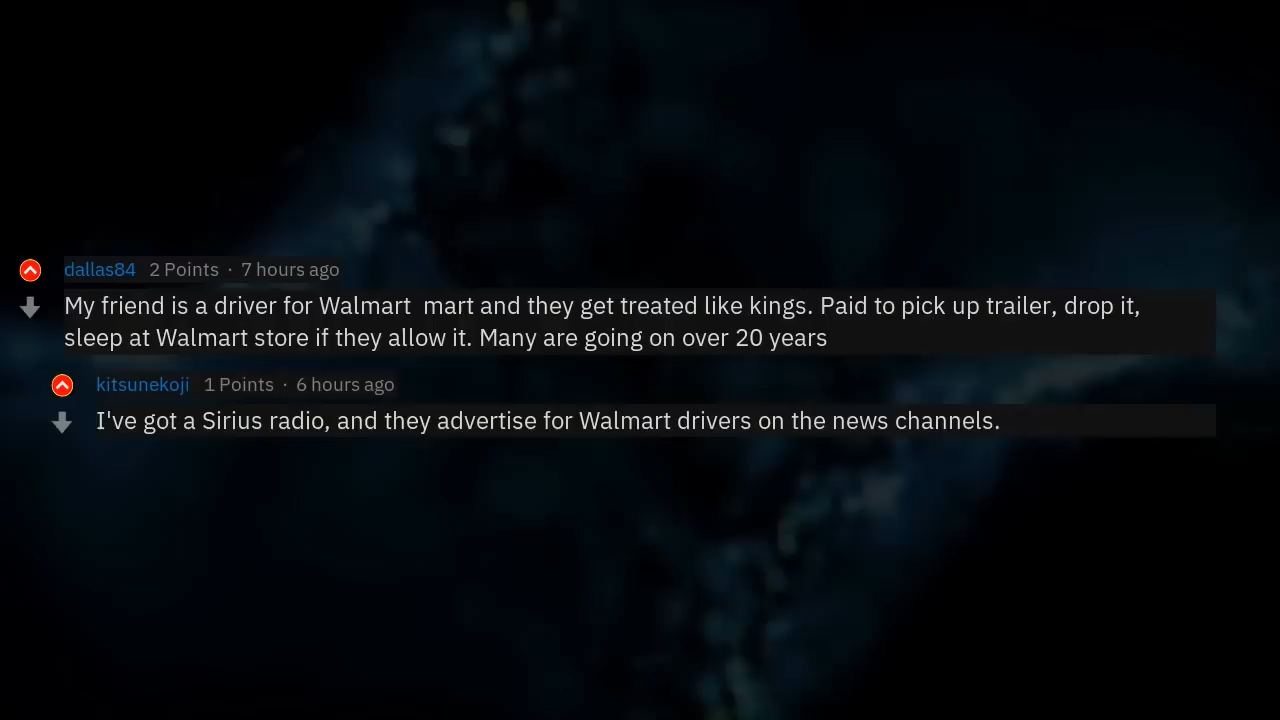 dallas84 2 Points · 7 hours ago
My friend is a driver for Walmart  mart and they get treated like kings. Paid to pick up trailer, drop it,
sleep at Walmart store if they allow it. Many are going on over 20 years
kitsunekoji 1 Points · 6 hours ago
I've got a Sirius radio, and they advertise for Walmart drivers on the news channels.